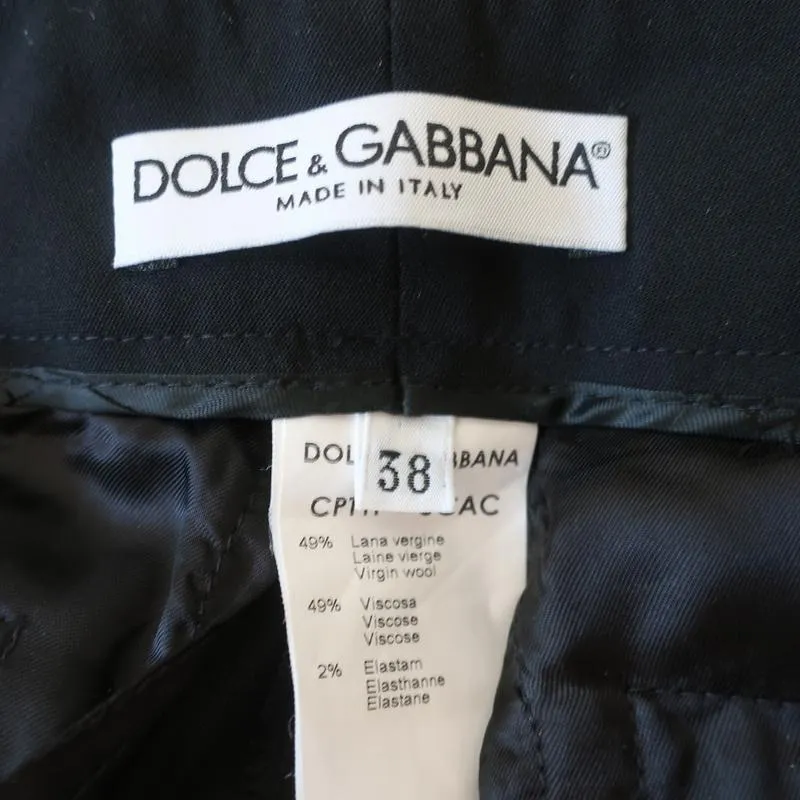 DOLCE & GABBANA®
MADE IN ITALY
38
49% Lana vergine
Laine vierge
Virgin wool
49% Viscosa
Viscose
Viscose
2% Elastam
Elasthanne
Elastane